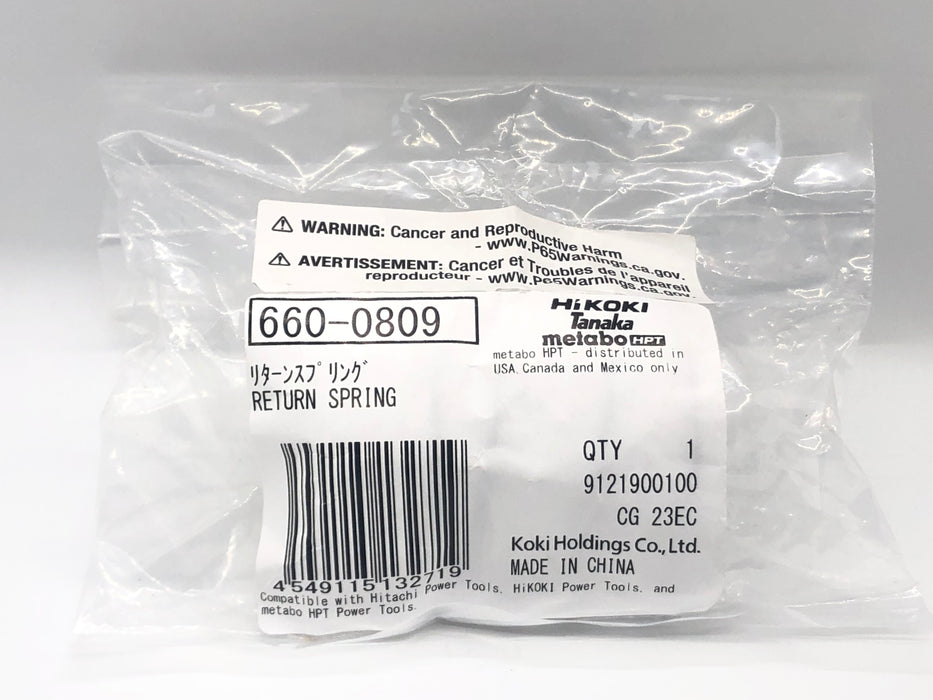 ⚠ WARNING: Cancer and Reproductive Harm
- www.P65Warnings.ca.gov.
⚠ AVERTISSEMENT: Cancer et Troubles de l'appareil
reproducteur - www.P65Warnings.ca.gov.
660-0809
HiKOKI
Tanaka
metabo HPT
metabo HPT - distributed in
USA, Canada and Mexico only
ﾘﾀｰﾝｽﾌﾟﾘﾝｸﾞ
RETURN SPRING
QTY 1
9121900100
CG 23EC
Koki Holdings Co., Ltd.
MADE IN CHINA
4 549115 132719
Compatible with Hitachi Power Tools, HiKOKI Power Tools, and
metabo HPT Power Tools.